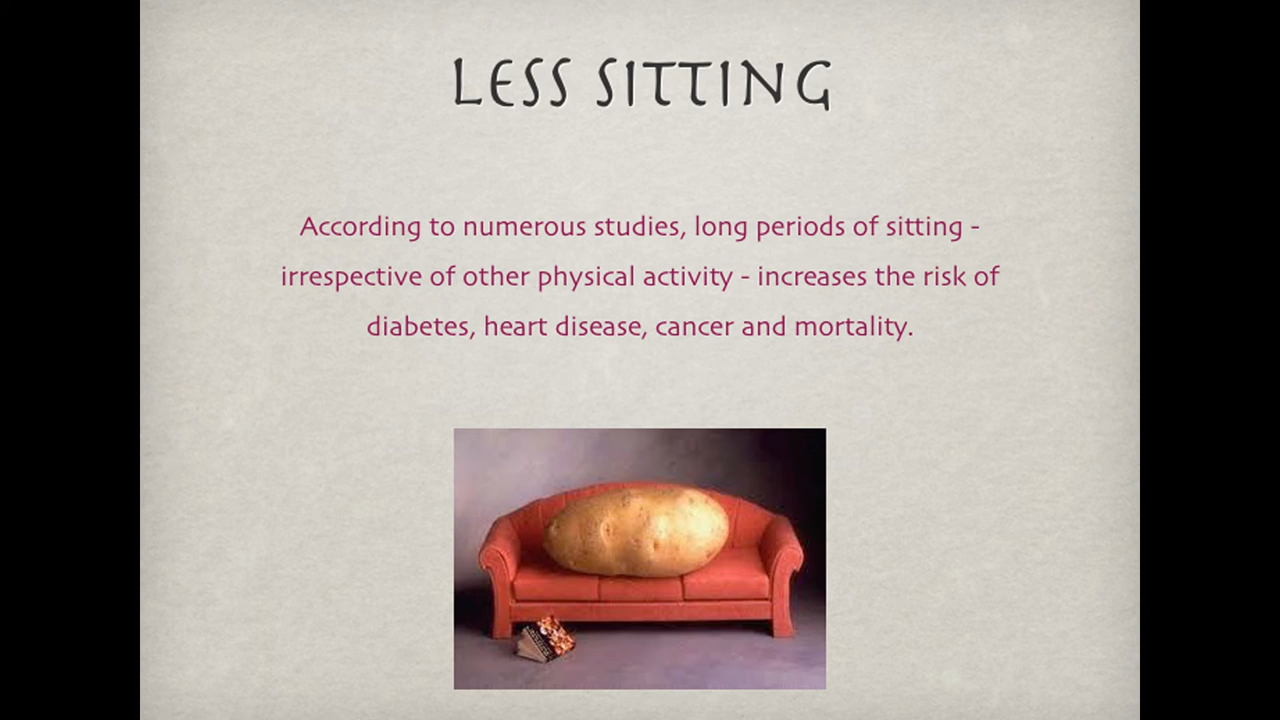 LESS SITTING
According to numerous studies, long periods of sitting -
irrespective of other physical activity - increases the risk of
diabetes, heart disease, cancer and mortality.